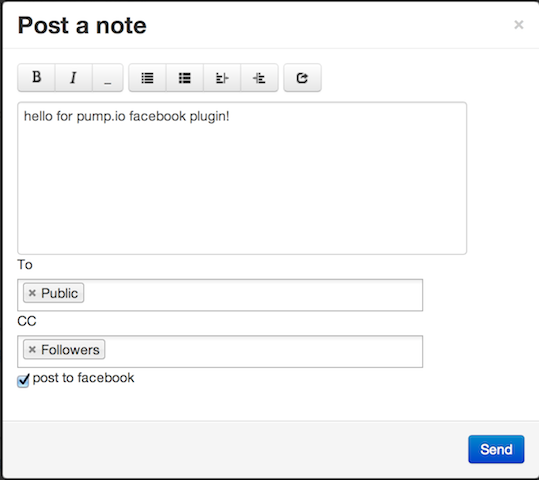 Post a note
×
B I _
hello for pump.io facebook plugin!
To
× Public
CC
× Followers
post to facebook
Send